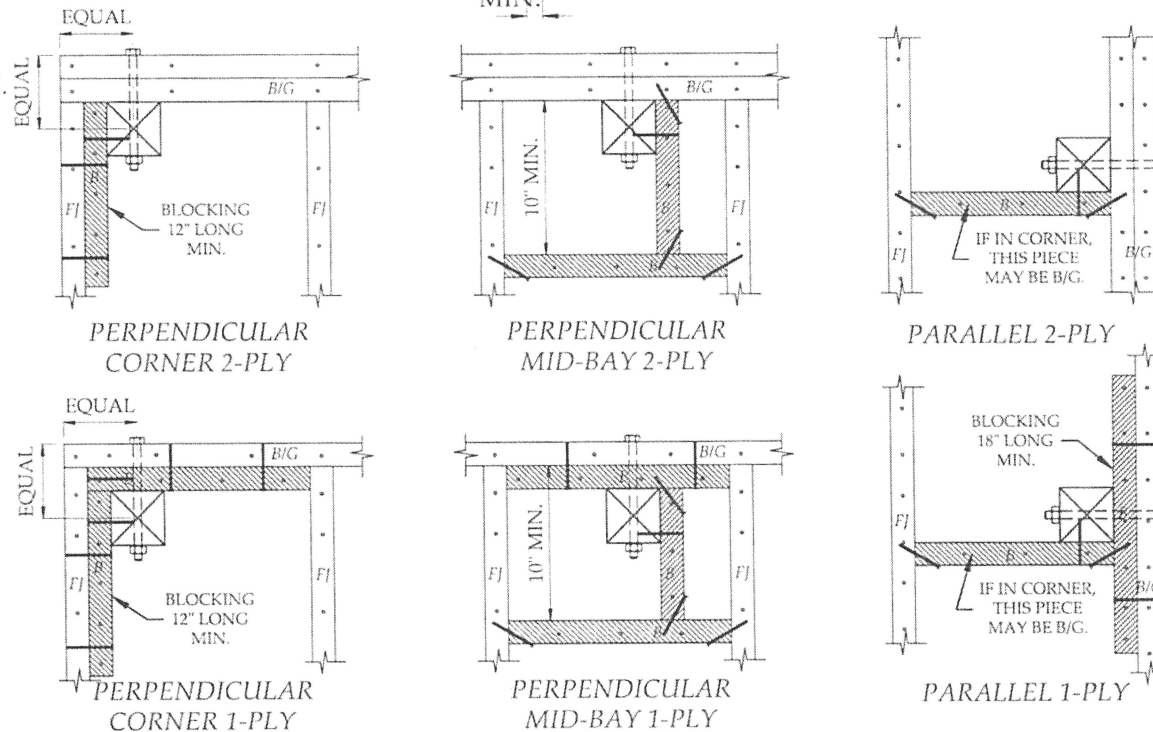 EQUAL
EQUAL
B/G
FJ
B
FJ
BLOCKING
12" LONG
MIN.
PERPENDICULAR
CORNER 2-PLY
MIN.
B/G
10" MIN.
FJ
B
FJ
B
PERPENDICULAR
MID-BAY 2-PLY
B
FJ
B/G
IF IN CORNER,
THIS PIECE
MAY BE B/G.
PARALLEL 2-PLY
EQUAL
EQUAL
B/G
FJ
B
FJ
BLOCKING
12" LONG
MIN.
PERPENDICULAR
CORNER 1-PLY
B/G
10" MIN.
FJ
B
FJ
B
PERPENDICULAR
MID-BAY 1-PLY
BLOCKING
18" LONG
MIN.
FJ
B
IF IN CORNER,
THIS PIECE
MAY BE B/G.
PARALLEL 1-PLY